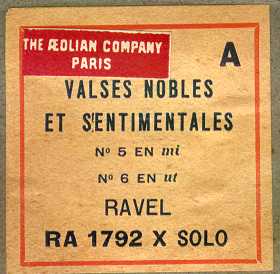 THE ÆOLIAN COMPANY
PARIS
A
VALSES NOBLES
ET SENTIMENTALES
Nº 5 EN mi
Nº 6 EN ut
RAVEL
RA 1792 X SOLO